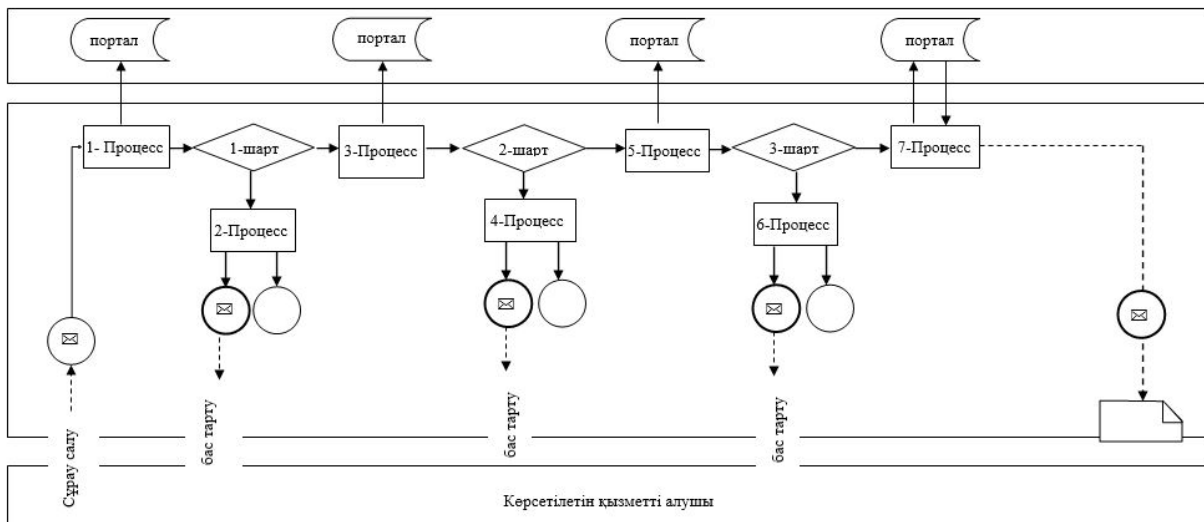 портал
портал
портал
портал
1- Процесс
1-шарт
3-Процесс
2-шарт
5-Процесс
3-шарт
7-Процесс
2-Процесс
4-Процесс
6-Процесс
Сұрау салу
бас тарту
бас тарту
бас тарту
Көрсетілетін қызметті алушы